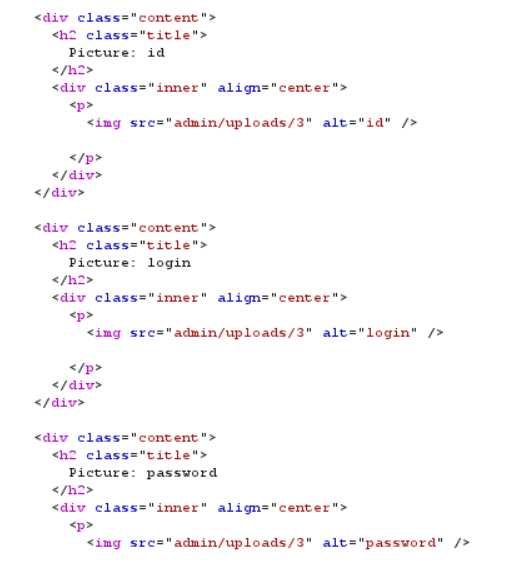 <div class="content">
<h2 class="title">
Picture: id
</h2>
<div class="inner" align="center">
<p>
<img src="admin/uploads/3" alt="id" />
</p>
</div>
</div>
<div class="content">
<h2 class="title">
Picture: login
</h2>
<div class="inner" align="center">
<p>
<img src="admin/uploads/3" alt="login" />
</p>
</div>
</div>
<div class="content">
<h2 class="title">
Picture: password
</h2>
<div class="inner" align="center">
<p>
<img src="admin/uploads/3" alt="password" />